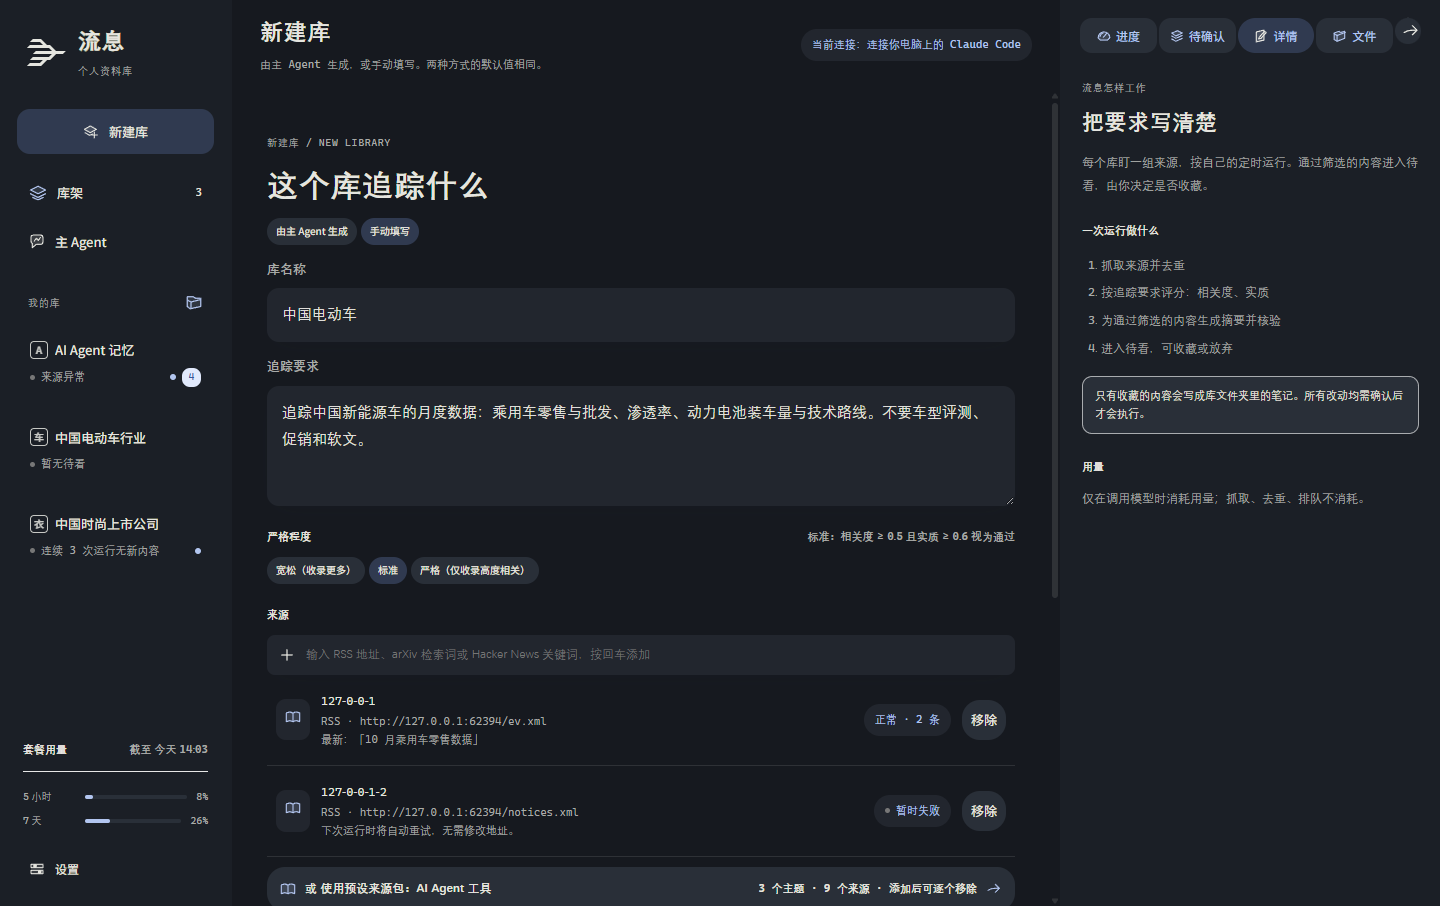 流息
个人资料库
新建库
库架 3
主 Agent
我的库
A AI Agent 记忆
来源异常 4
车 中国电动车行业
暂无待看
衣 中国时尚上市公司
连续 3 次运行无新内容
套餐用量 截至 今天 14:03
5 小时 8%
7 天 26%
设置
新建库
由主 Agent 生成，或手动填写。两种方式的默认值相同。
当前连接：连接你电脑上的 Claude Code
新建库 / NEW LIBRARY
这个库追踪什么
由主 Agent 生成 手动填写
库名称
中国电动车
追踪要求
追踪中国新能源车的月度数据：乘用车零售与批发、渗透率、动力电池装车量与技术路线。不要车型评测、
促销和软文。
严格程度 标准：相关度 ≥ 0.5 且实质 ≥ 0.6 视为通过
宽松（收录更多） 标准 严格（仅收录高度相关）
来源
输入 RSS 地址、arXiv 检索词或 Hacker News 关键词，按回车添加
127-0-0-1
RSS · http://127.0.0.1:62394/ev.xml
最新：「10 月乘用车零售数据」
正常 · 2 条 移除
127-0-0-1-2
RSS · http://127.0.0.1:62394/notices.xml
下次运行时将自动重试，无需修改地址。
暂时失败 移除
或 使用预设来源包：AI Agent 工具 3 个主题 · 9 个来源 · 添加后可逐个移除
进度 待确认 详情 文件
流息怎样工作
把要求写清楚
每个库盯一组来源，按自己的定时运行。通过筛选的内容进入待
看，由你决定是否收藏。
一次运行做什么
1. 抓取来源并去重
2. 按追踪要求评分：相关度、实质
3. 为通过筛选的内容生成摘要并核验
4. 进入待看，可收藏或放弃
只有收藏的内容会写成库文件夹里的笔记。所有改动均需确认后
才会执行。
用量
仅在调用模型时消耗用量；抓取、去重、排队不消耗。